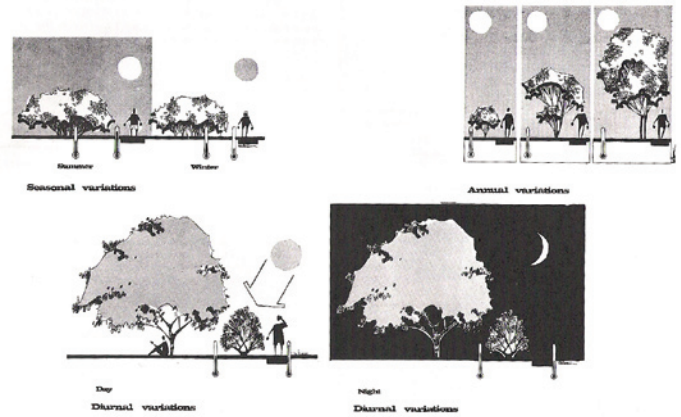 Summer
Winter
Seasonal variations
Annual variations
Day
Diurnal variations
Night
Diurnal variations